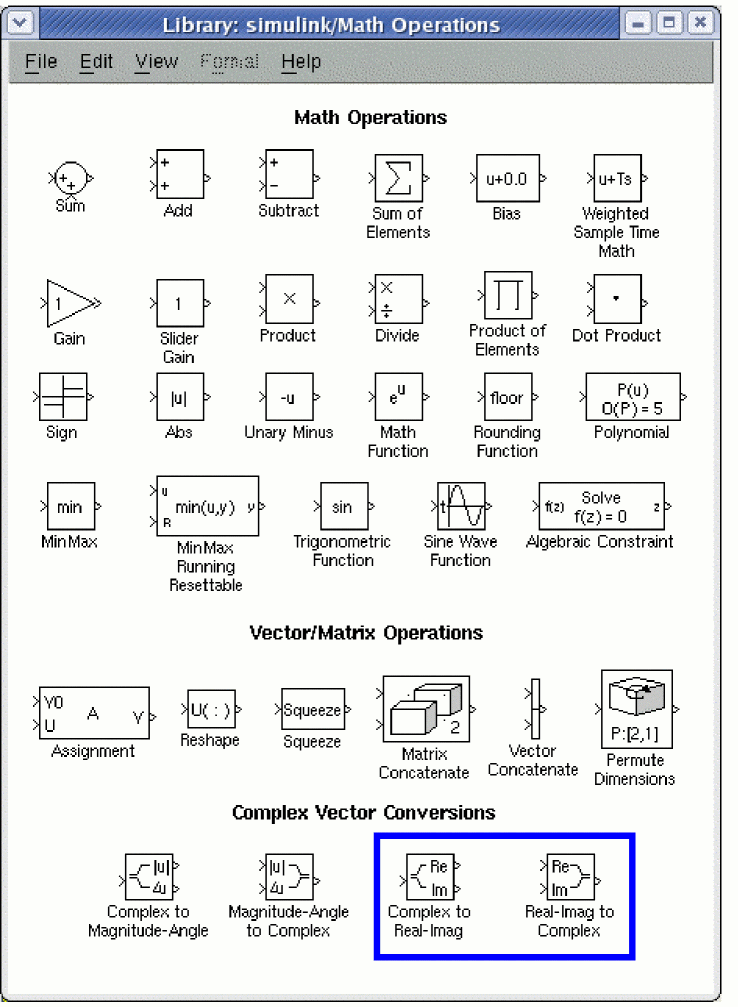 Library: simulink/Math Operations
File Edit View Format Help
Math Operations
+ + + + + − u+0.0 u+Ts
Sum Add Subtract Sum of Elements Bias Weighted Sample Time Math
1 1 × × ÷
Gain Slider Gain Product Divide Product of Elements Dot Product
|u| -u e^u floor P(u) O(P) = 5
Sign Abs Unary Minus Math Function Rounding Function Polynomial
min u R min(u,y) y sin t f(z) Solve f(z) = 0 z
MinMax MinMax Running Resettable Trigonometric Function Sine Wave Function Algebraic Constraint
Vector/Matrix Operations
Y0 U A Y U( : ) Squeeze 2 P:[2,1]
Assignment Reshape Squeeze Matrix Concatenate Vector Concatenate Permute Dimensions
Complex Vector Conversions
|u| ∠u |u| ∠u Re Im Re Im
Complex to Magnitude-Angle Magnitude-Angle to Complex Complex to Real-Imag Real-Imag to Complex